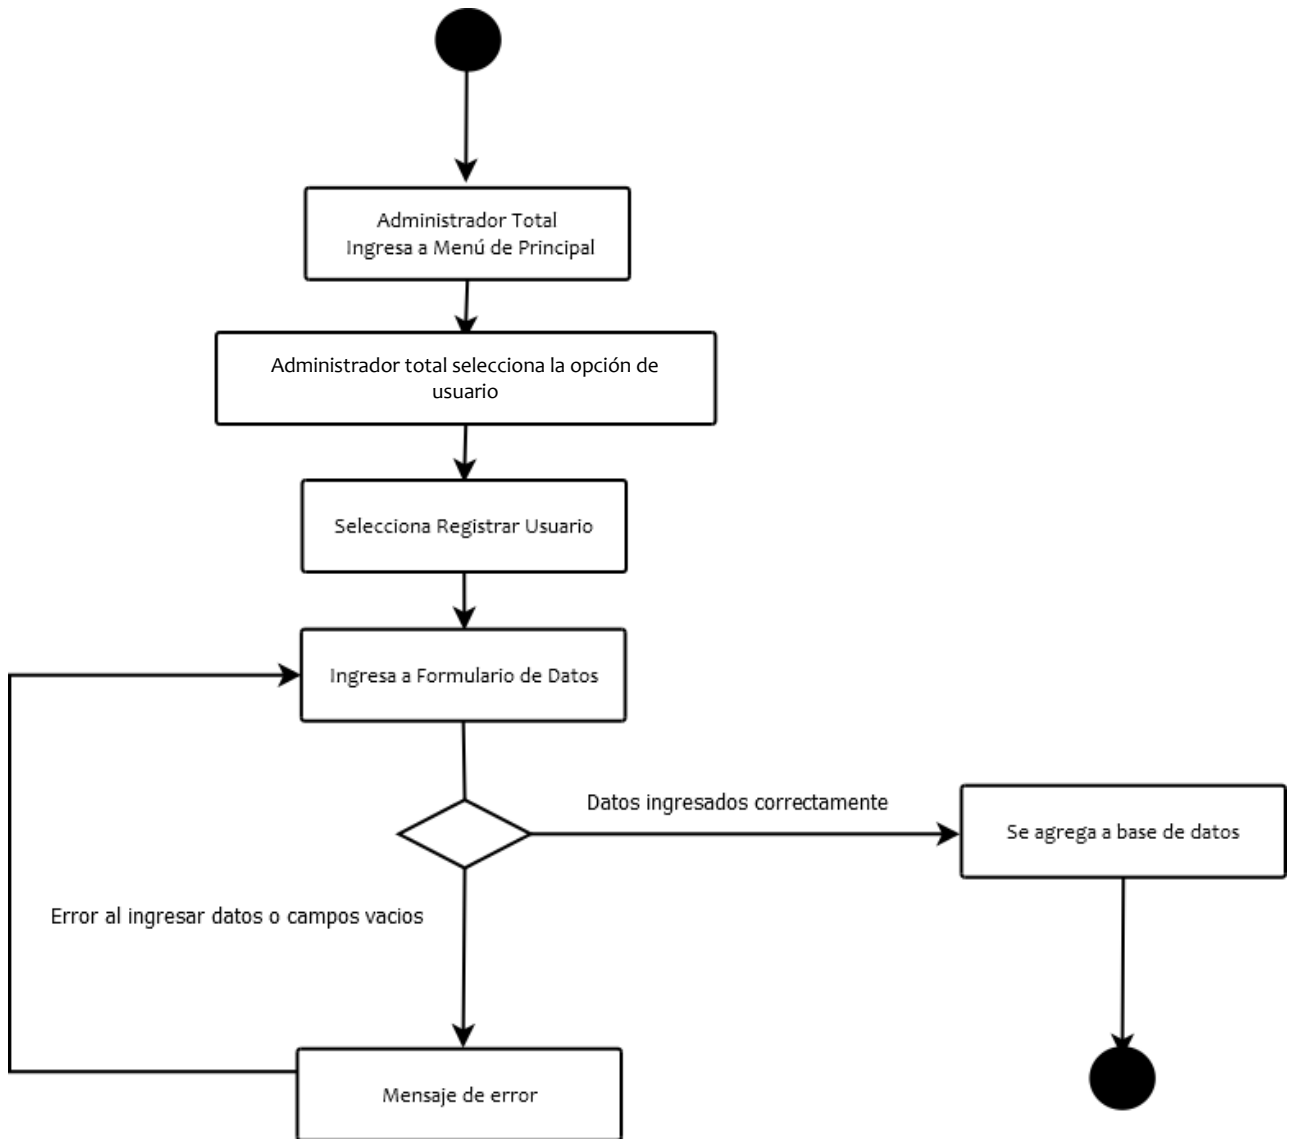 Administrador Total
Ingresa a Menú de Principal
Administrador total selecciona la opción de
usuario
Selecciona Registrar Usuario
Ingresa a Formulario de Datos
Datos ingresados correctamente
Se agrega a base de datos
Error al ingresar datos o campos vacios
Mensaje de error